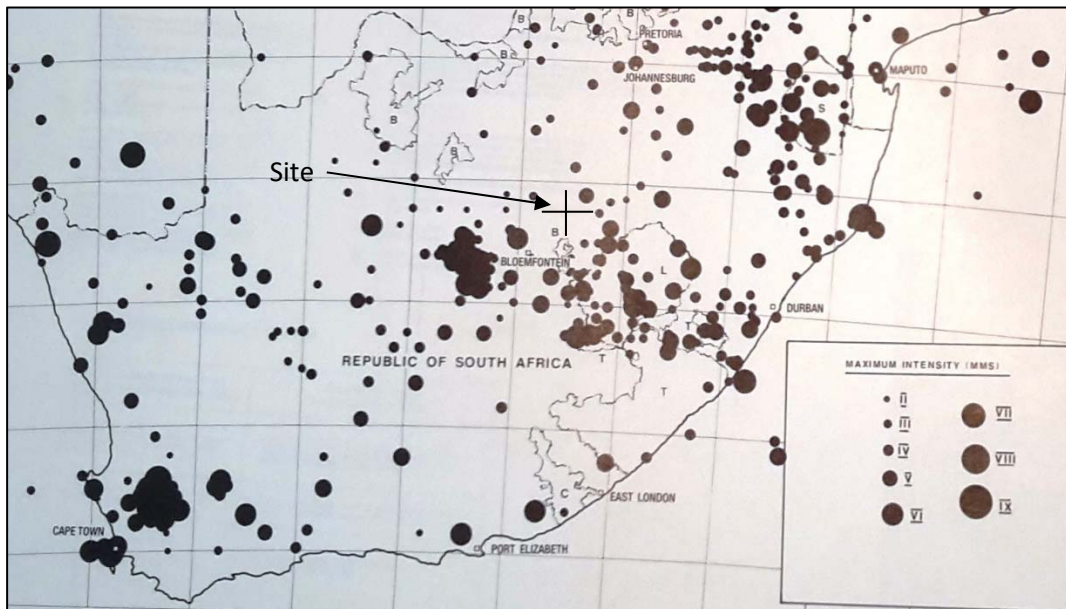 B
B
B
PRETORIA
JOHANNESBURG
MAPUTO
S
B
B
Site
B
BLOEMFONTEIN
L
DURBAN
REPUBLIC OF SOUTH AFRICA
T
T
T
MAXIMUM INTENSITY (MMS)
II
III
IV
V
VI
VII
VIII
IX
C
EAST LONDON
CAPE TOWN
PORT ELIZABETH